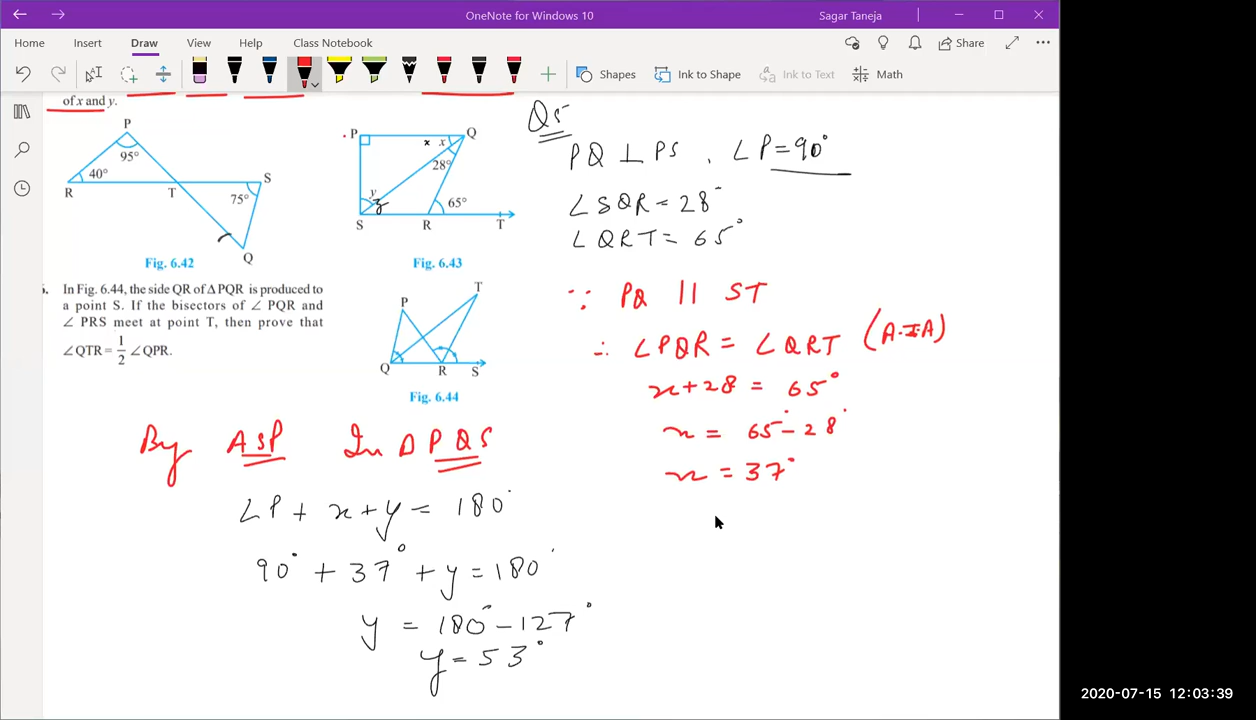 OneNote for Windows 10
Sagar Taneja
Home Insert Draw View Help Class Notebook
Share
Shapes Ink to Shape Ink to Text Math
of x and y.
P
95°
40°
R
T
S
75°
Q
Fig. 6.42
P
Q
x x
28°
y
z
65°
S
R
T
Fig. 6.43
In Fig. 6.44, the side QR of Δ PQR is produced to
a point S. If the bisectors of ∠ PQR and
∠ PRS meet at point T, then prove that
∠QTR = 1/2 ∠QPR.
T
P
Q
R
S
Fig. 6.44
Q5
PQ ⊥ PS . ∠P = 90°
∠SQR = 28°
∠QRT = 65°
∵ PQ || ST
∴ ∠PQR = ∠QRT (A.I.A)
x + 28 = 65°
x = 65° - 28°
x = 37°
By ASP In Δ PQS
∠P + x + y = 180°
90° + 37° + y = 180°
y = 180° - 127°
y = 53°
2020-07-15 12:03:39